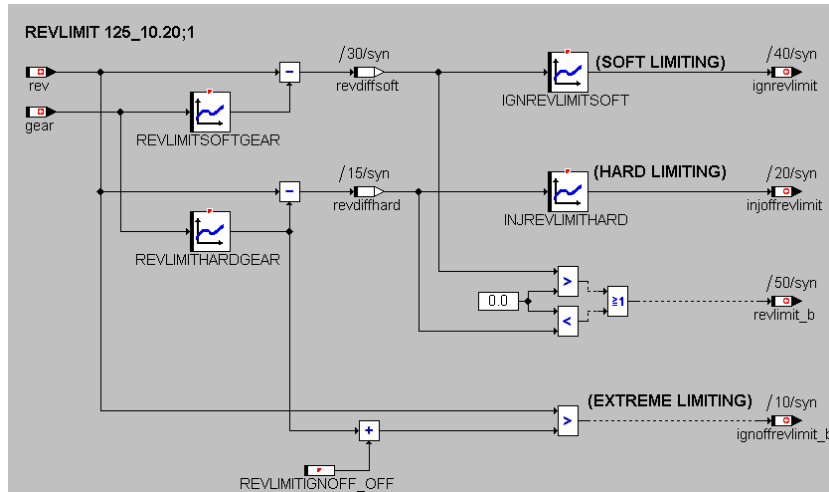 REVLIMIT 125_10.20;1
rev
gear
/30/syn
revdiffsoft
(SOFT LIMITING)
/40/syn
ignrevlimit
IGNREVLIMITSOFT
REVLIMITSOFTGEAR
/15/syn
revdiffhard
(HARD LIMITING)
/20/syn
injoffrevlimit
INJREVLIMITHARD
REVLIMITHARDGEAR
0.0
>
<
≧1
/50/syn
revlimit_b
(EXTREME LIMITING)
/10/syn
>
ignoffrevlimit_b
+
REVLIMITIGNOFF_OFF